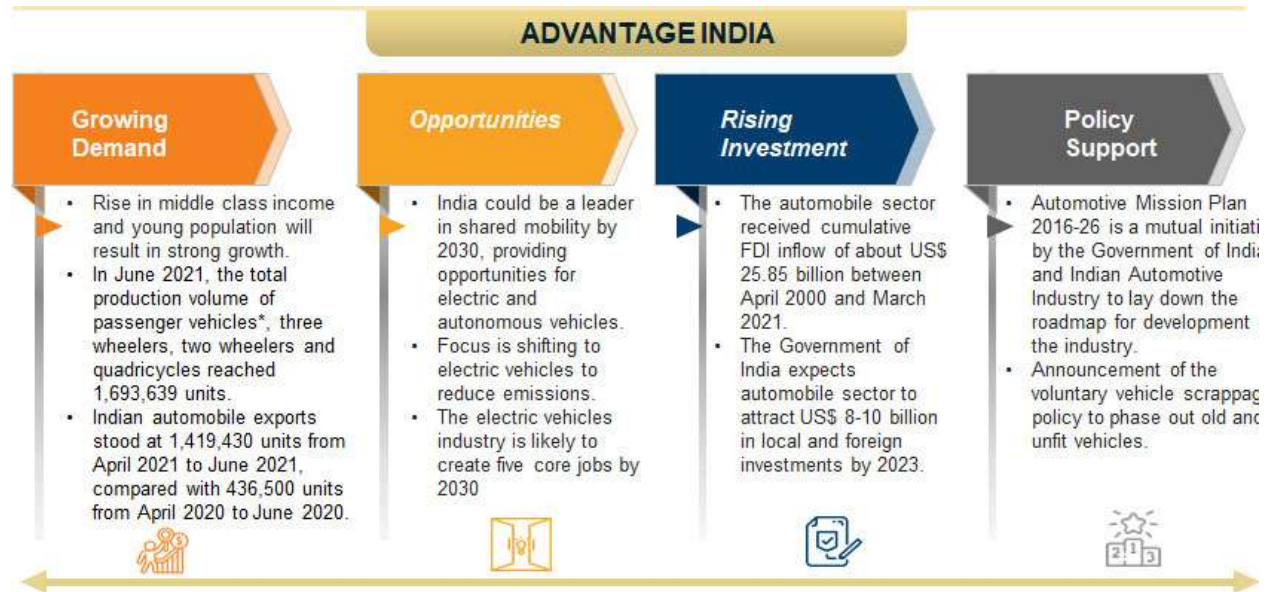 ADVANTAGE INDIA
Growing
Demand
• Rise in middle class income
and young population will
result in strong growth.
• In June 2021, the total
production volume of
passenger vehicles*, three
wheelers, two wheelers and
quadricycles reached
1,693,639 units.
• Indian automobile exports
stood at 1,419,430 units from
April 2021 to June 2021,
compared with 436,500 units
from April 2020 to June 2020.
Opportunities
• India could be a leader
in shared mobility by
2030, providing
opportunities for
electric and
autonomous vehicles.
• Focus is shifting to
electric vehicles to
reduce emissions.
• The electric vehicles
industry is likely to
create five core jobs by
2030
Rising
Investment
• The automobile sector
received cumulative
FDI inflow of about US$
25.85 billion between
April 2000 and March
2021.
• The Government of
India expects
automobile sector to
attract US$ 8-10 billion
in local and foreign
investments by 2023.
Policy
Support
• Automotive Mission Plan
2016-26 is a mutual initiati
by the Government of India
and Indian Automotive
Industry to lay down the
roadmap for development
the industry.
• Announcement of the
voluntary vehicle scrappag
policy to phase out old and
unfit vehicles.
2 1 3